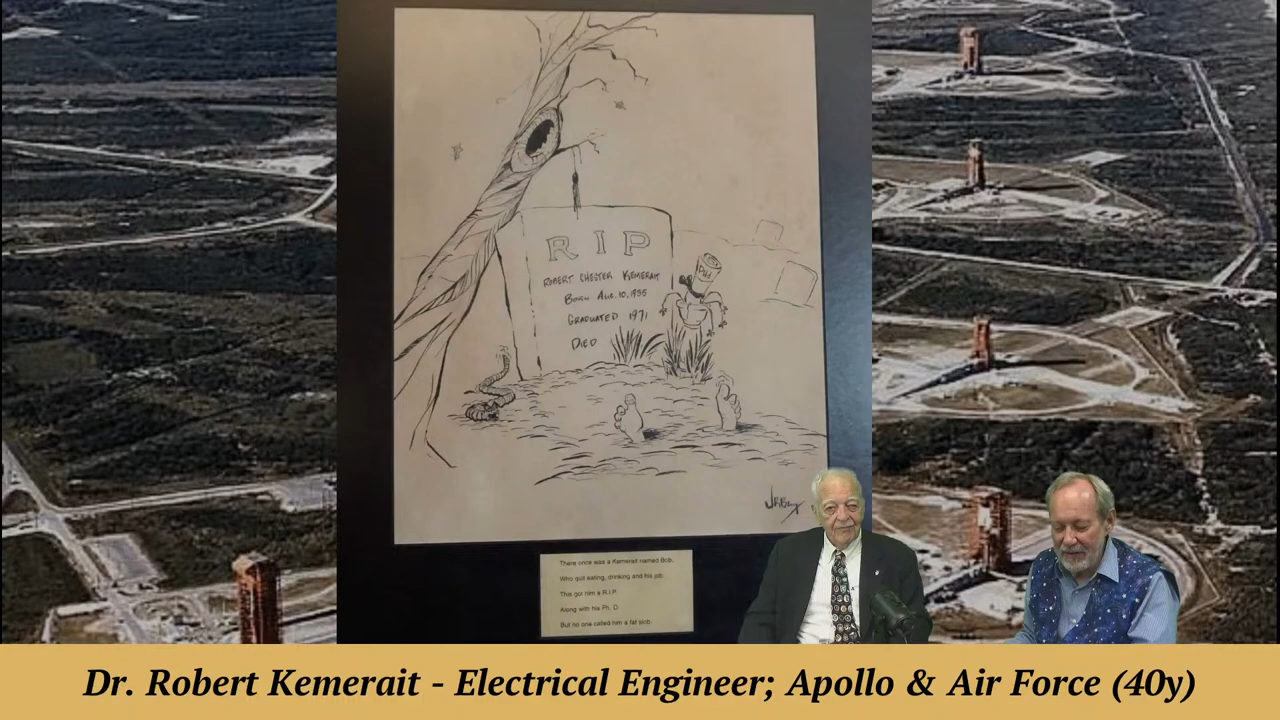 R I P
ROBERT CHESTER KEMERAIT
BORN AUG. 10, 1935
GRADUATED 1971
DIED
PhD
There once was a Kemerait named Bob,
Who quit eating, drinking and his job.
This got him a R.I.P.
Along with his Ph. D
But no one called him a fat slob.
Dr. Robert Kemerait - Electrical Engineer; Apollo & Air Force (40y)